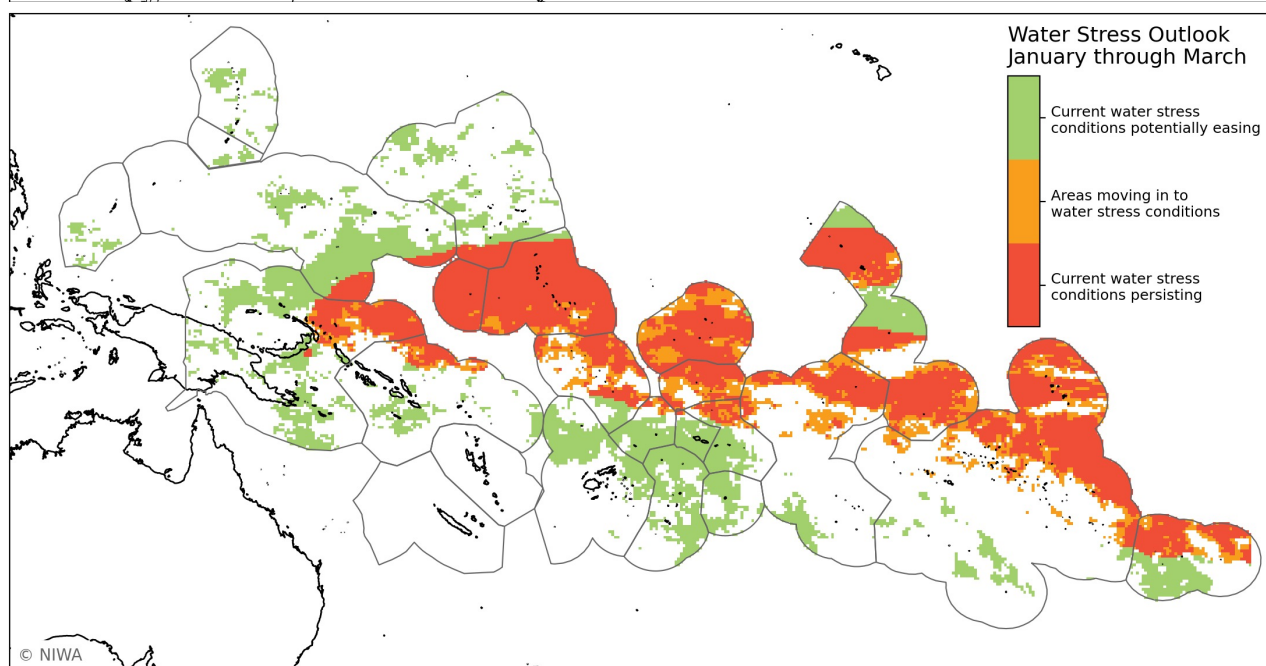 Water Stress Outlook
January through March
Current water stress
conditions potentially easing
Areas moving in to
water stress conditions
Current water stress
conditions persisting
© NIWA